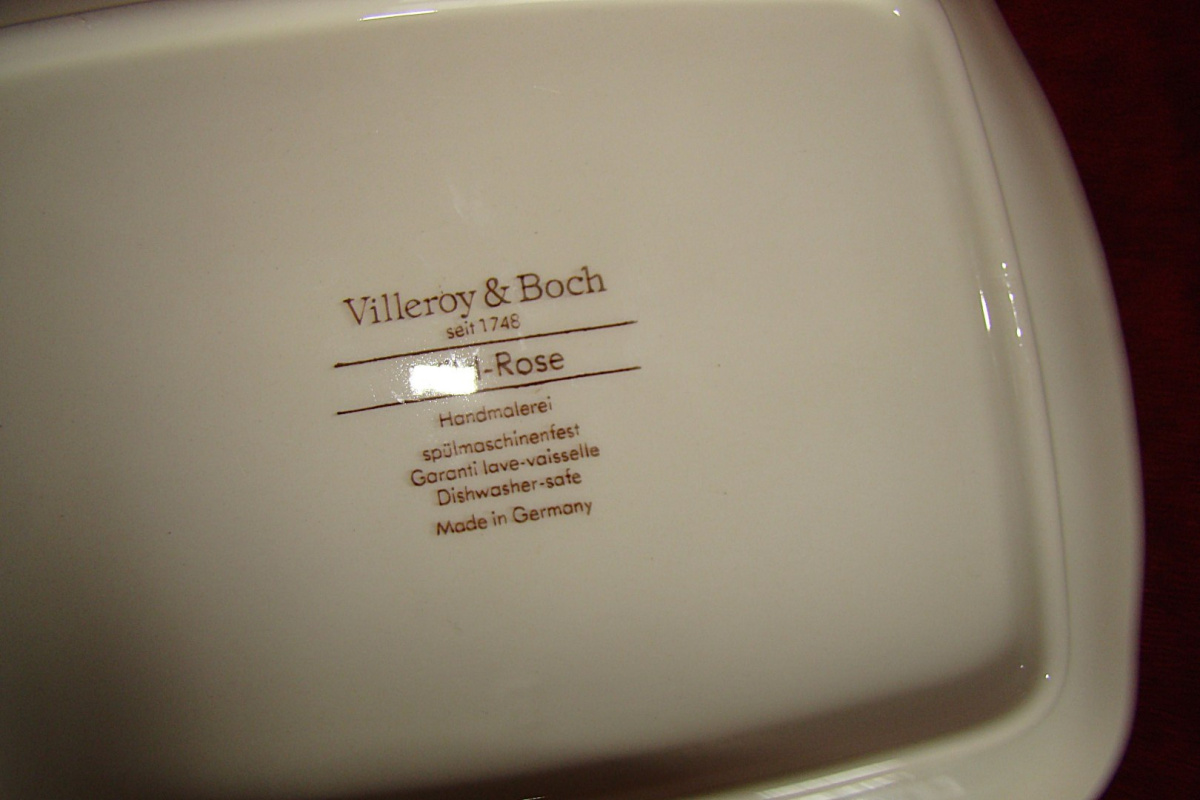 Villeroy & Boch
seit 1748
-Rose
Handmalerei
spülmaschinenfest
Garanti lave-vaisselle
Dishwasher-safe
Made in Germany